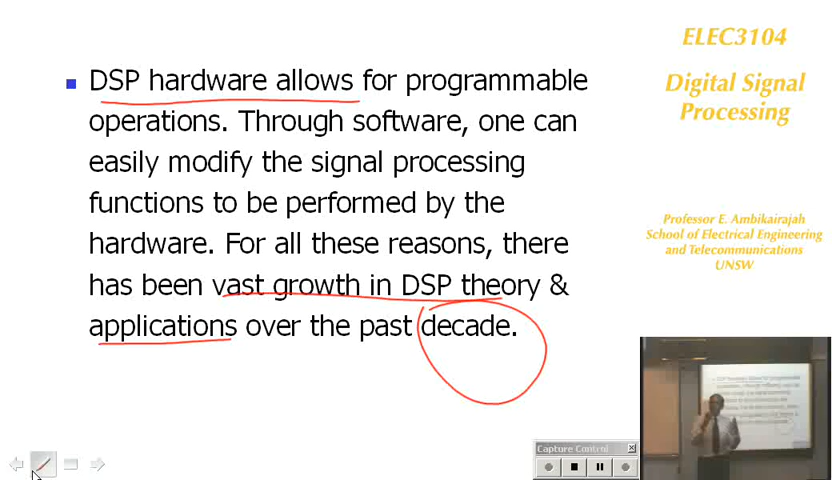 DSP hardware allows for programmable
operations. Through software, one can
easily modify the signal processing
functions to be performed by the
hardware. For all these reasons, there
has been vast growth in DSP theory &
applications over the past decade.
ELEC3104
Digital Signal
Processing
Professor E. Ambikairajah
School of Electrical Engineering
and Telecommunications
UNSW
Capture Control